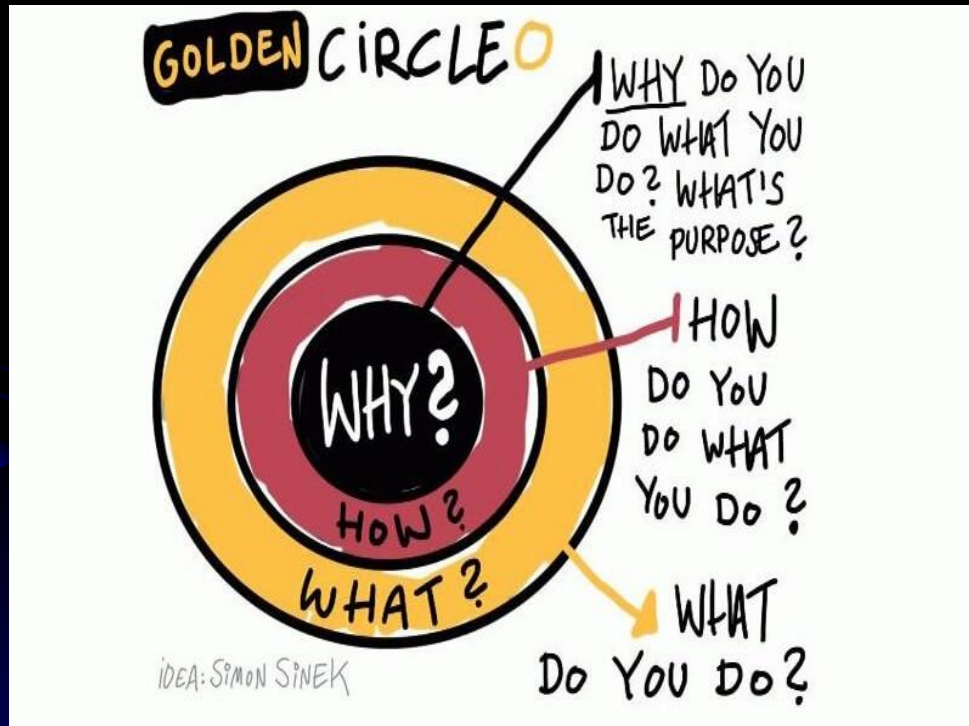 GOLDEN CiRCLE
WHY DO YOU
DO WHAT YOU
DO? WHAT'S
THE PURPOSE?
HOW
DO YOU
DO WHAT
YOU DO?
WHAT
DO YOU DO?
WHY?
HOW?
WHAT?
iDEA: SiMON SiNEK